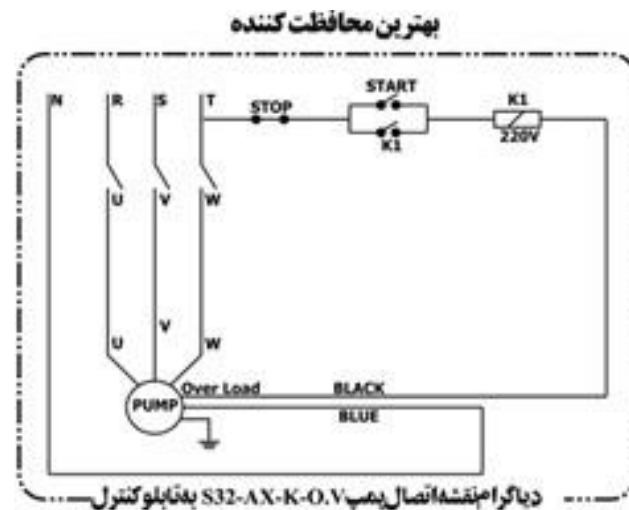 بهترین محافظت کننده
N R S T
START
STOP
K1
K1
220V
U V W
V
U W
Over Load BLACK
PUMP
BLUE
دیاگرام نقشه اتصال پمپ S32-AX-K-O.V به تابلو کنترل